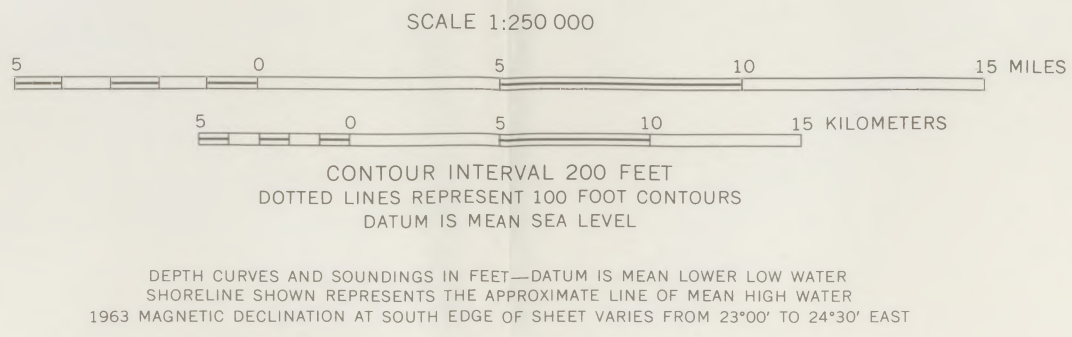 SCALE 1:250 000
5 0 5 10 15 MILES
5 0 5 10 15 KILOMETERS
CONTOUR INTERVAL 200 FEET
DOTTED LINES REPRESENT 100 FOOT CONTOURS
DATUM IS MEAN SEA LEVEL
DEPTH CURVES AND SOUNDINGS IN FEET—DATUM IS MEAN LOWER LOW WATER
SHORELINE SHOWN REPRESENTS THE APPROXIMATE LINE OF MEAN HIGH WATER
1963 MAGNETIC DECLINATION AT SOUTH EDGE OF SHEET VARIES FROM 23°00' TO 24°30' EAST